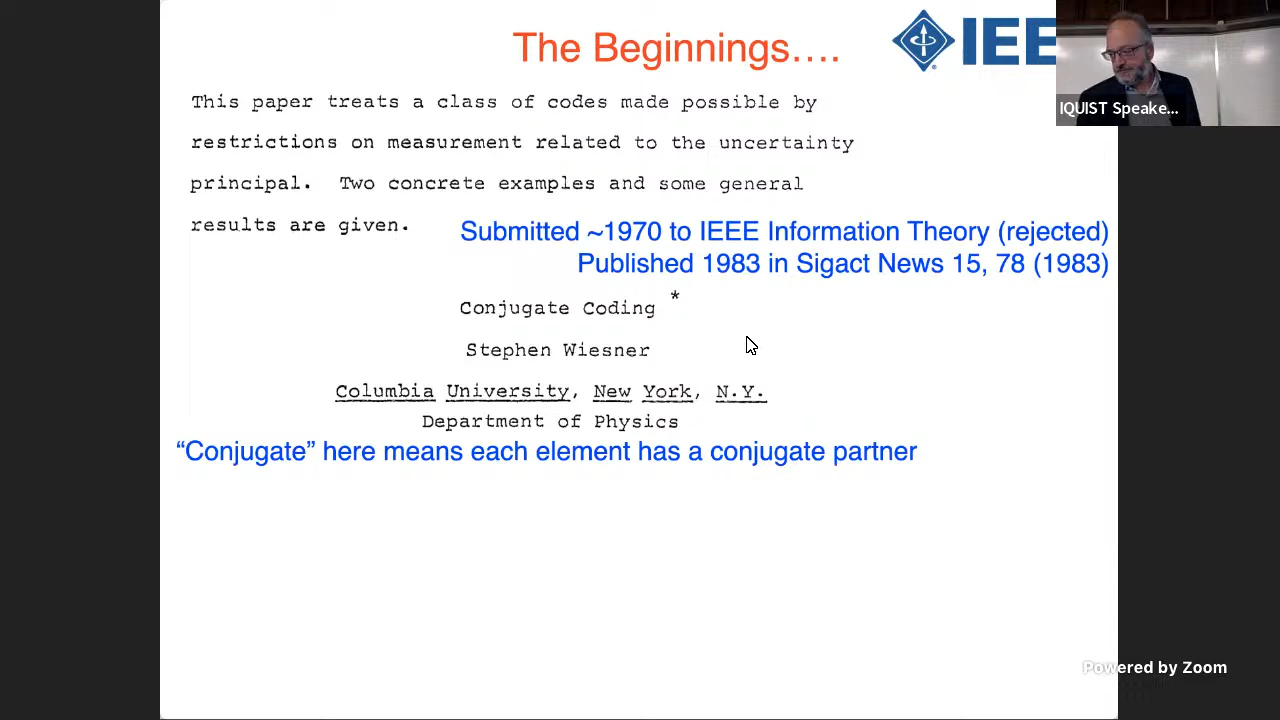 The Beginnings....
IEE
IQUIST Speake...
This paper treats a class of codes made possible by
restrictions on measurement related to the uncertainty
principal. Two concrete examples and some general
results are given.
Submitted ~1970 to IEEE Information Theory (rejected)
Published 1983 in Sigact News 15, 78 (1983)
Conjugate Coding *
Stephen Wiesner
Columbia University, New York, N.Y.
Department of Physics
“Conjugate” here means each element has a conjugate partner
Powered by Zoom